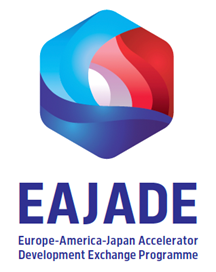 EAJADE
Europe-America-Japan Accelerator
Development Exchange Programme